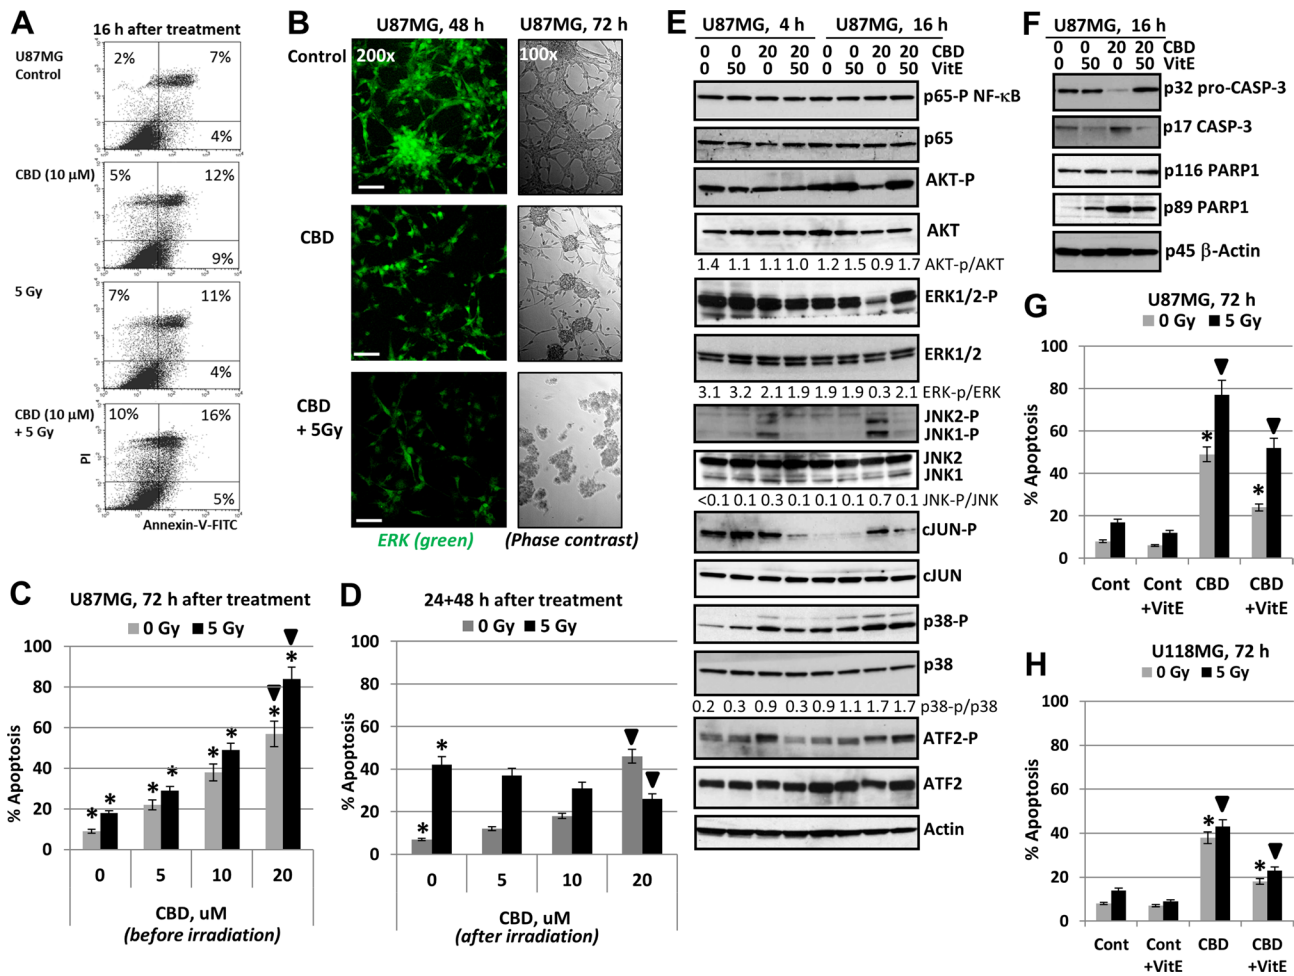 A
16 h after treatment
U87MG
Control
2%
7%
4%
CBD (10 µM)
5%
12%
9%
5 Gy
7%
11%
4%
CBD (10 µM)
+ 5 Gy
10%
16%
5%
PI
Annexin-V-FITC
B
U87MG, 48 h
U87MG, 72 h
Control
200x
100x
CBD
CBD
+ 5Gy
ERK (green)
(Phase contrast)
C
U87MG, 72 h after treatment
0 Gy
5 Gy
% Apoptosis
100
80
60
40
20
0
* * * * * * * *
0 5 10 20
CBD, uM
(before irradiation)
D
24+48 h after treatment
0 Gy
5 Gy
% Apoptosis
100
80
60
40
20
0
* *
0 5 10 20
CBD, uM
(after irradiation)
E
U87MG, 4 h
U87MG, 16 h
0 0 20 20 0 0 20 20 CBD
0 50 0 50 0 50 0 50 VitE
p65-P NF-κB
p65
AKT-P
AKT
1.4 1.1 1.1 1.0 1.2 1.5 0.9 1.7 AKT-p/AKT
ERK1/2-P
ERK1/2
3.1 3.2 2.1 1.9 1.9 1.9 0.3 2.1 ERK-p/ERK
JNK2-P
JNK1-P
JNK2
JNK1
<0.1 0.1 0.3 0.1 0.1 0.1 0.7 0.1 JNK-P/JNK
cJUN-P
cJUN
p38-P
p38
0.2 0.3 0.9 0.3 0.9 1.1 1.7 1.7 p38-p/p38
ATF2-P
ATF2
Actin
F
U87MG, 16 h
0 0 20 20 CBD
0 50 0 50 VitE
p32 pro-CASP-3
p17 CASP-3
p116 PARP1
p89 PARP1
p45 β-Actin
G
U87MG, 72 h
0 Gy
5 Gy
% Apoptosis
100
80
60
40
20
0
* *
Cont
Cont
+VitE
CBD
CBD
+VitE
H
U118MG, 72 h
0 Gy
5 Gy
% Apoptosis
100
80
60
40
20
0
* *
Cont
Cont
+VitE
CBD
CBD
+VitE